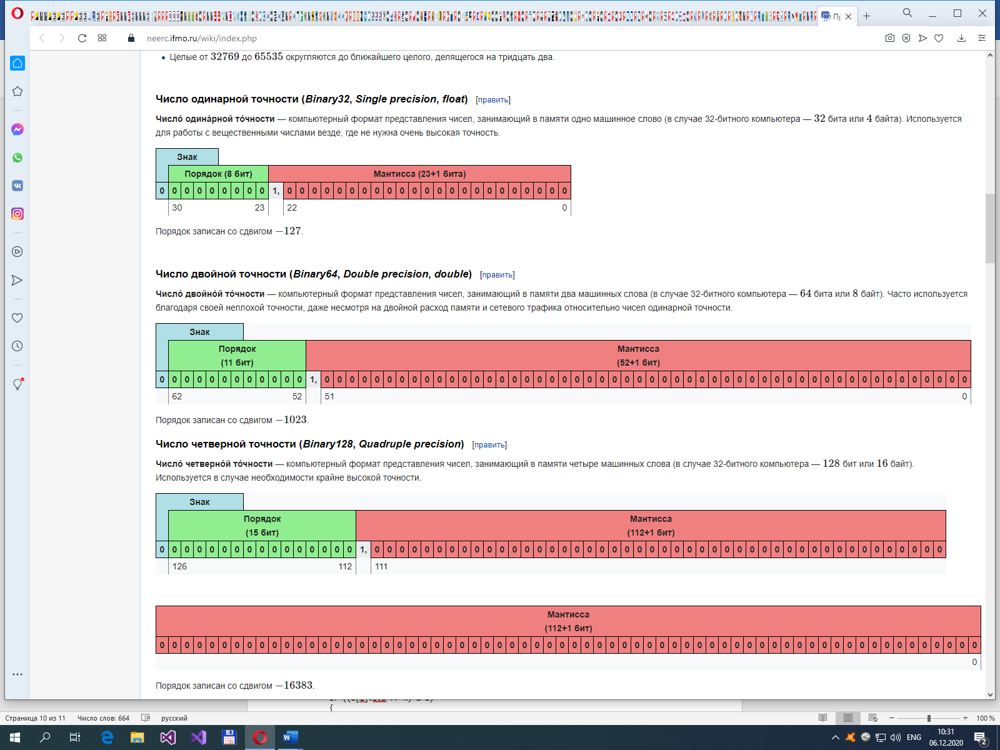 Пр
neerc.ifmo.ru/wiki/index.php
• Целые от 32769 до 65535 округляются до ближайшего целого, делящегося на тридцать два.
Число одинарной точности (Binary32, Single precision, float) [править]
Число́ одина́рной то́чности — компьютерный формат представления чисел, занимающий в памяти одно машинное слово (в случае 32-битного компьютера — 32 бита или 4 байта). Используется
для работы с вещественными числами везде, где не нужна очень высокая точность.
Знак
Порядок (8 бит) Мантисса (23+1 бита)
0 0 0 0 0 0 0 0 0 1, 0 0 0 0 0 0 0 0 0 0 0 0 0 0 0 0 0 0 0 0 0 0 0
30 23 22 0
Порядок записан со сдвигом −127.
Число двойной точности (Binary64, Double precision, double) [править]
Число́ двойно́й то́чности — компьютерный формат представления чисел, занимающий в памяти два машинных слова (в случае 32-битного компьютера — 64 бита или 8 байт). Часто используется
благодаря своей неплохой точности, даже несмотря на двойной расход памяти и сетевого трафика относительно чисел одинарной точности.
Знак
Порядок Мантисса
(11 бит) (52+1 бит)
0 0 0 0 0 0 0 0 0 0 0 0 1, 0 0 0 0 0 0 0 0 0 0 0 0 0 0 0 0 0 0 0 0 0 0 0 0 0 0 0 0 0 0 0 0 0 0 0 0 0 0 0 0 0 0 0 0 0 0 0 0 0 0 0 0
62 52 51 0
Порядок записан со сдвигом −1023.
Число четверной точности (Binary128, Quadruple precision) [править]
Число́ четверно́й то́чности — компьютерный формат представления чисел, занимающий в памяти четыре машинных слова (в случае 32-битного компьютера — 128 бит или 16 байт).
Используется в случае необходимости крайне высокой точности.
Знак
Порядок Мантисса
(15 бит) (112+1 бит)
0 0 0 0 0 0 0 0 0 0 0 0 0 0 0 0 1, 0 0 0 0 0 0 0 0 0 0 0 0 0 0 0 0 0 0 0 0 0 0 0 0 0 0 0 0 0 0 0 0 0 0 0 0 0 0 0 0 0 0 0 0 0 0
126 112 111
Мантисса
(112+1 бит)
0 0 0 0 0 0 0 0 0 0 0 0 0 0 0 0 0 0 0 0 0 0 0 0 0 0 0 0 0 0 0 0 0 0 0 0 0 0 0 0 0 0 0 0 0 0 0 0 0 0 0 0 0 0 0 0 0 0 0 0 0 0 0 0 0 0
0
Порядок записан со сдвигом −16383.
{
Страница 10 из 11 Число слов: 664 русский 100 %
ENG 10:31
06.12.2020 2